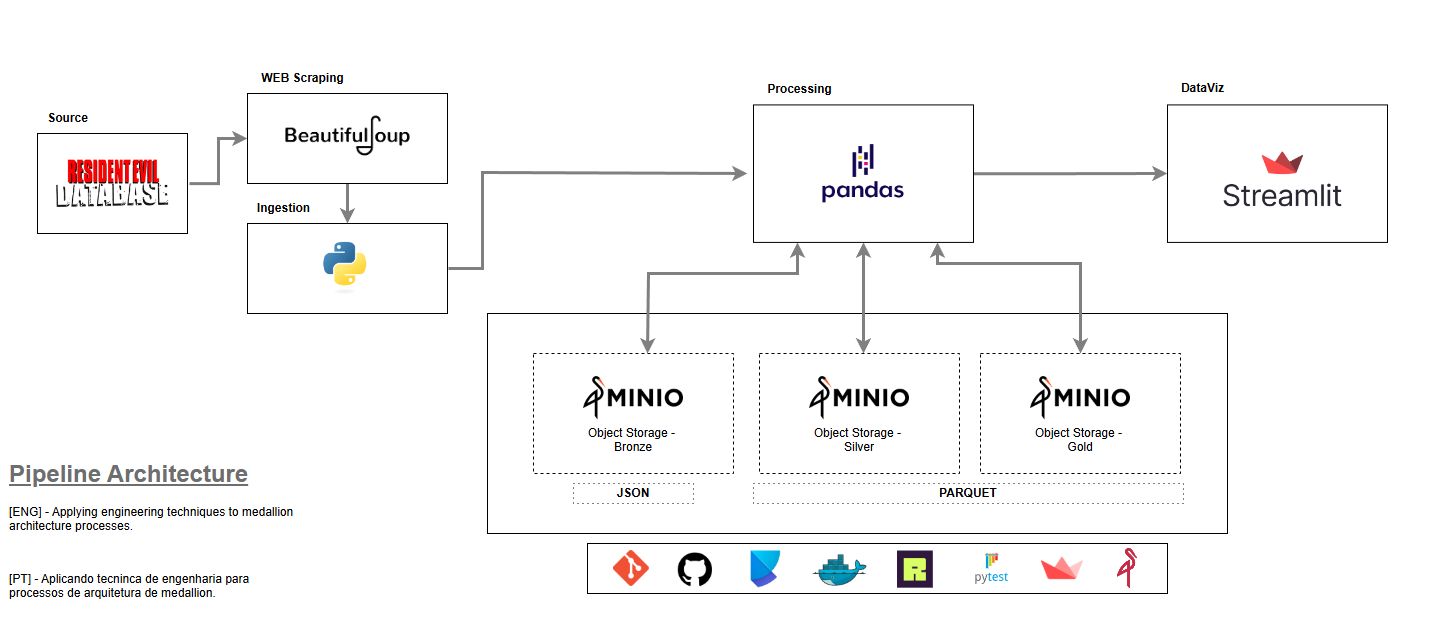 WEB Scraping
Processing
DataViz
Source
BeautifulSoup
RESIDENT EVIL
DATABASE
Ingestion
pandas
Streamlit
MINIO
Object Storage -
Bronze
MINIO
Object Storage -
Silver
MINIO
Object Storage -
Gold
JSON
PARQUET
Pipeline Architecture
[ENG] - Applying engineering techniques to medallion
architecture processes.
[PT] - Aplicando tecninca de engenharia para
processos de arquitetura de medallion.
R
pytest